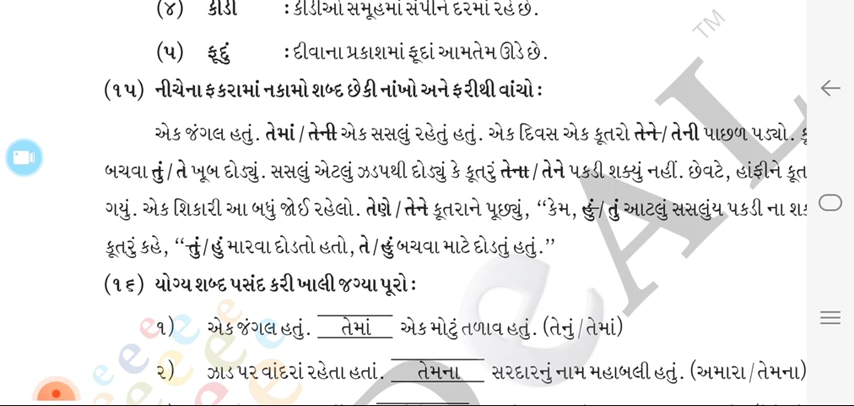 (૪) કીડી : કીડીઓ સમૂહમાં સંપીને દરમાં રહે છે.
(૫) ફૂદું : દીવાના પ્રકાશમાં ફૂદાં આમતેમ ઊડે છે.
(૧૫) નીચેના ફકરામાં નકામો શબ્દ છેકી નાંખો અને ફરીથી વાંચો :
એક જંગલ હતું. તેમાં / તેની એક સસલું રહેતું હતું. એક દિવસ એક કૂતરો તેને / તેની પાછળ પડ્યો.
બચવા તું / તે ખૂબ દોડ્યું. સસલું એટલું ઝડપથી દોડ્યું કે કૂતરું તેના / તેને પકડી શક્યું નહીં. છેવટે, હાંફીને કૂત
ગયું. એક શિકારી આ બધું જોઈ રહેલો. તેણે / તેને કૂતરાને પૂછ્યું, “કેમ, હું / તું આટલું સસલુંય પકડી ના
કૂતરું કહે, “તું / હું મારવા દોડતો હતો, તે / હું બચવા માટે દોડતું હતું.”
(૧૬) યોગ્ય શબ્દ પસંદ કરી ખાલી જગ્યા પૂરો :
૧) એક જંગલ હતું. તેમાં એક મોટું તળાવ હતું. (તેનું / તેમાં)
૨) ઝાડ પર વાંદરાં રહેતા હતાં. તેમના સરદારનું નામ મહાબલી હતું. (અમારા / તેમના)
DEAL TM